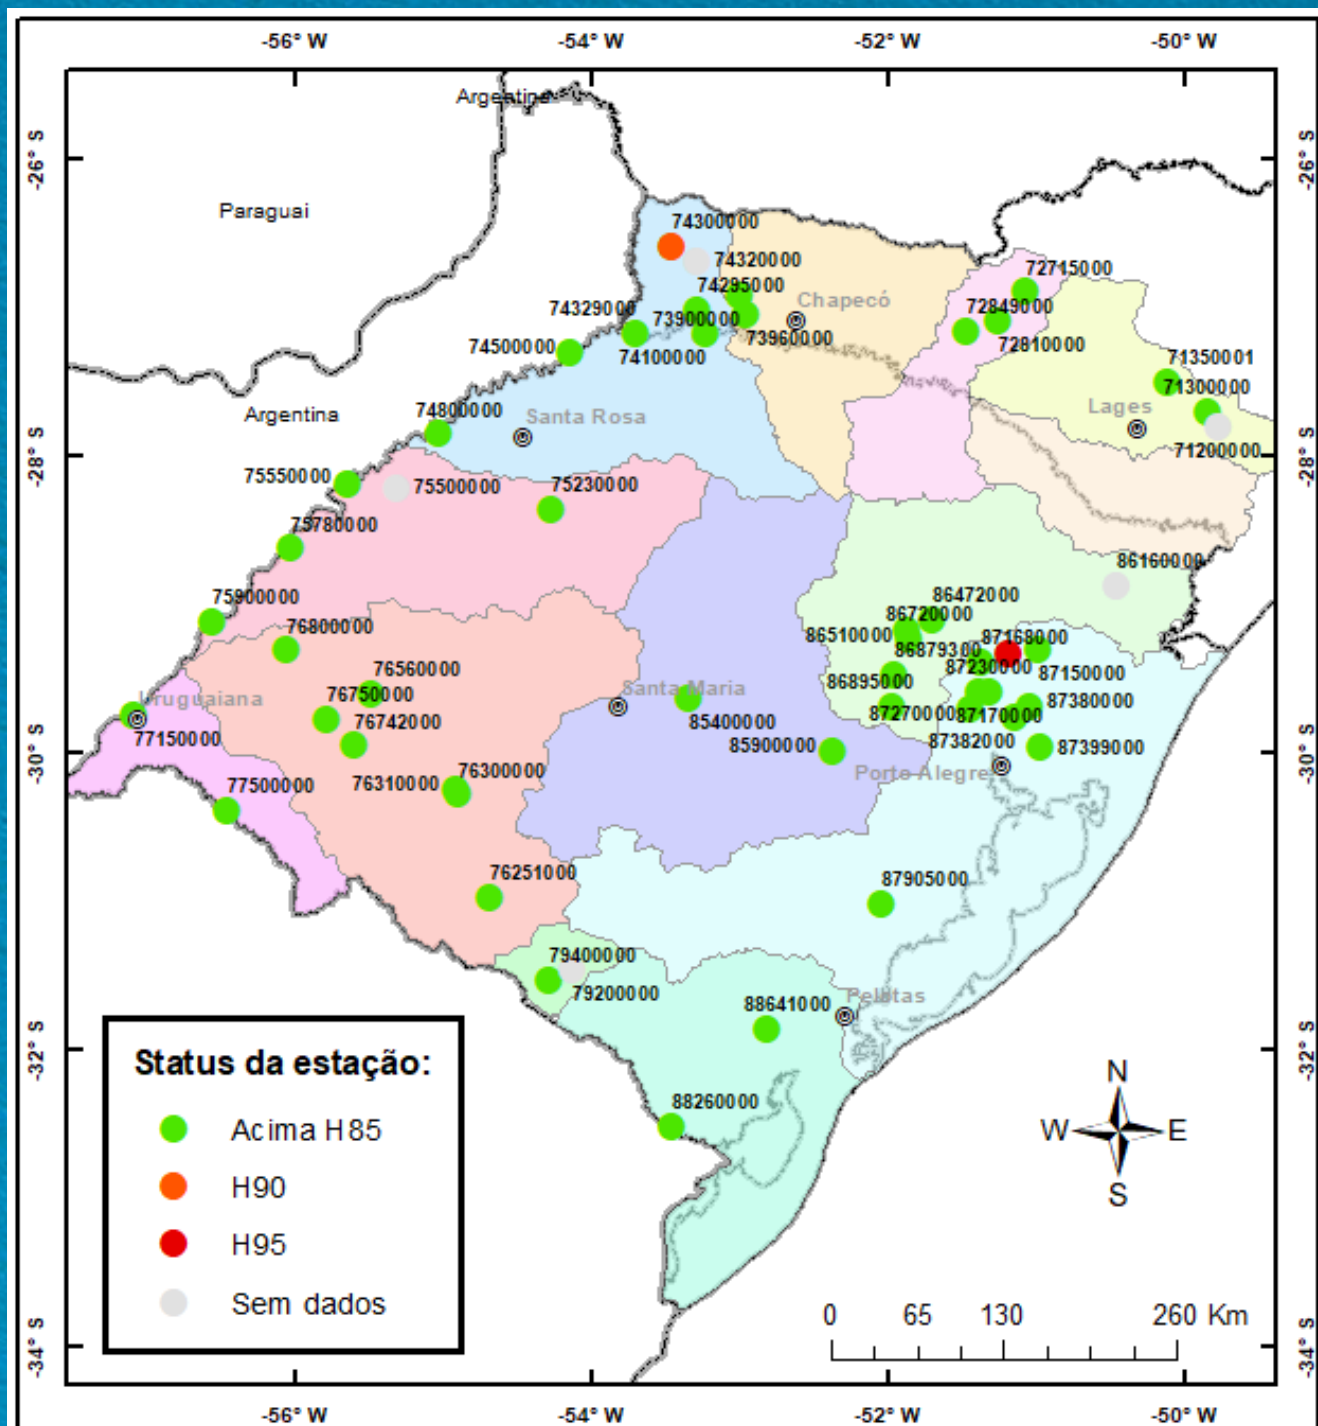 -56° W
-54° W
-52° W
-50° W
Argentina
-26° S
-26° S
Paraguai
74300000
74320000
74295000
72715000
74329000
73900000
Chapecó
72849000
74500000
74100000
73960000
72810000
71350001
71300000
Argentina
74800000
Santa Rosa
Lages
71200000
-28° S
-28° S
75550000
75500000
75230000
75780000
86160000
75900000
86472000
86720000
76800000
86510000
87168000
86879300
87230000
76560000
87150000
Uruguaiana
76750000
Santa Maria
86895000
87380000
76742000
77150000
85400000
87270000
87170000
85900000
87382000
87399000
-30° S
-30° S
Porto Alegre
76310000
76300000
77500000
76251000
87905000
79400000
79200000
88641000
Pelotas
-32° S
-32° S
Status da estação:
Acima H85
H90
H95
Sem dados
88260000
N
W
E
S
0
65
130
260 Km
-34° S
-34° S
-56° W
-54° W
-52° W
-50° W